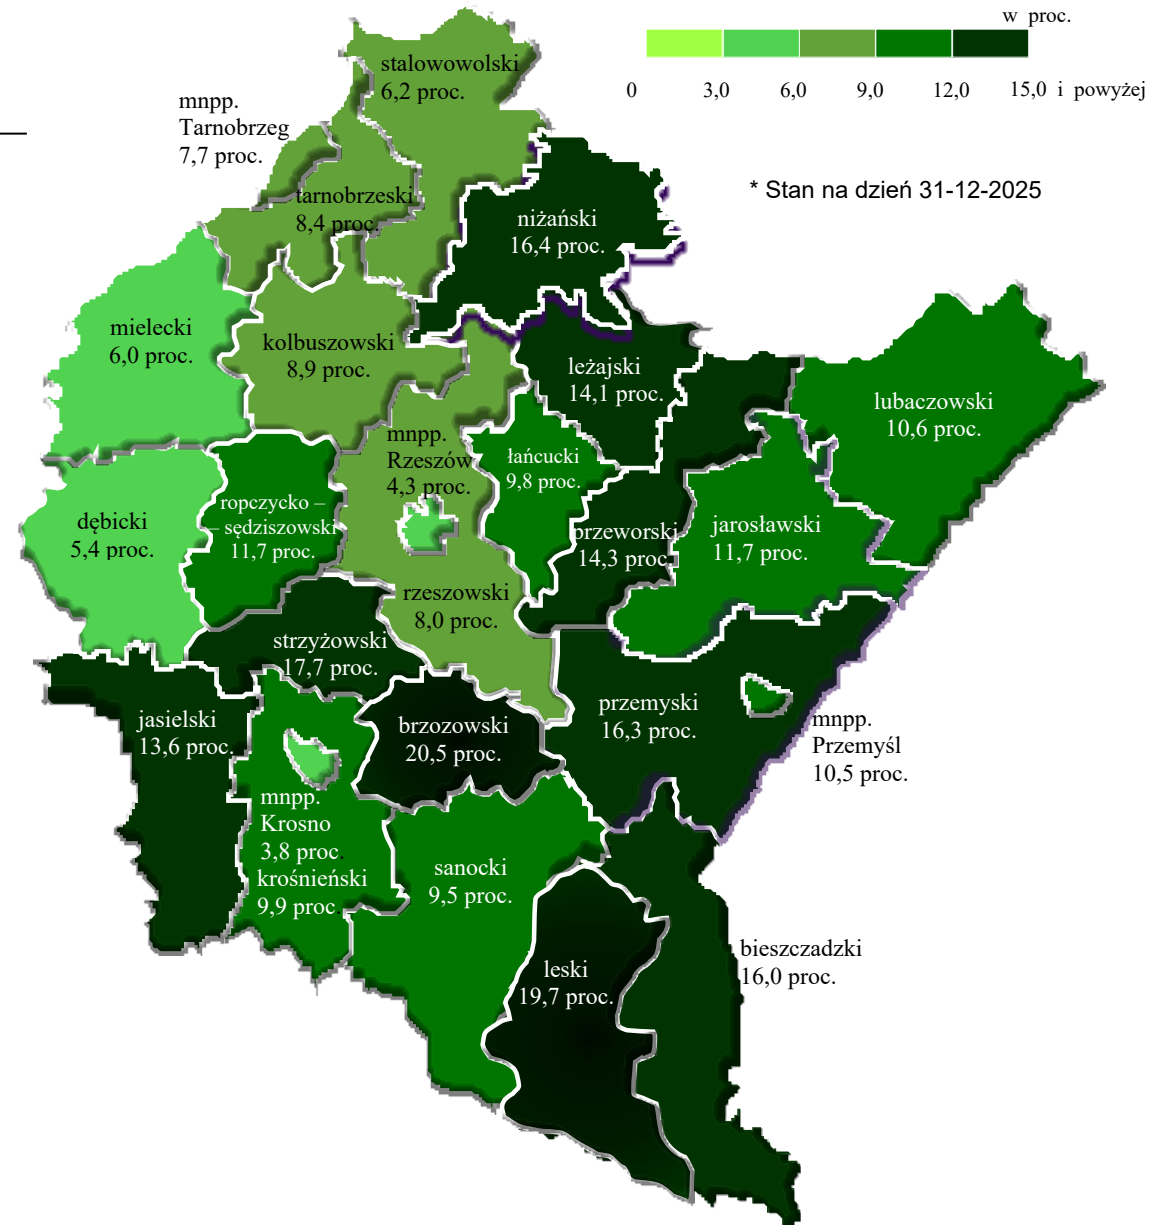 w proc.
0 3,0 6,0 9,0 12,0 15,0 i powyżej
* Stan na dzień 31-12-2025
stalowowolski
6,2 proc.
mnpp.
Tarnobrzeg
7,7 proc.
tarnobrzeski
8,4 proc.
niżański
16,4 proc.
mielecki
6,0 proc.
kolbuszowski
8,9 proc.
leżajski
14,1 proc.
lubaczowski
10,6 proc.
mnpp.
Rzeszów
4,3 proc.
łańcucki
9,8 proc.
ropczycko –
– sędziszowski
11,7 proc.
dębicki
5,4 proc.
przeworski
14,3 proc.
jarosławski
11,7 proc.
rzeszowski
8,0 proc.
strzyżowski
17,7 proc.
jasielski
13,6 proc.
brzozowski
20,5 proc.
przemyski
16,3 proc.
mnpp.
Przemyśl
10,5 proc.
mnpp.
Krosno
3,8 proc.
krośnieński
9,9 proc.
sanocki
9,5 proc.
leski
19,7 proc.
bieszczadzki
16,0 proc.